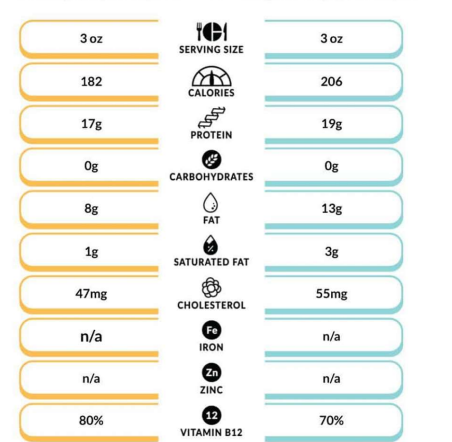 3 oz SERVING SIZE 3 oz
182 CALORIES 206
17g PROTEIN 19g
0g CARBOHYDRATES 0g
8g FAT 13g
1g SATURATED FAT 3g
47mg CHOLESTEROL 55mg
n/a Fe IRON n/a
n/a Zn ZINC n/a
80% 12 VITAMIN B12 70%